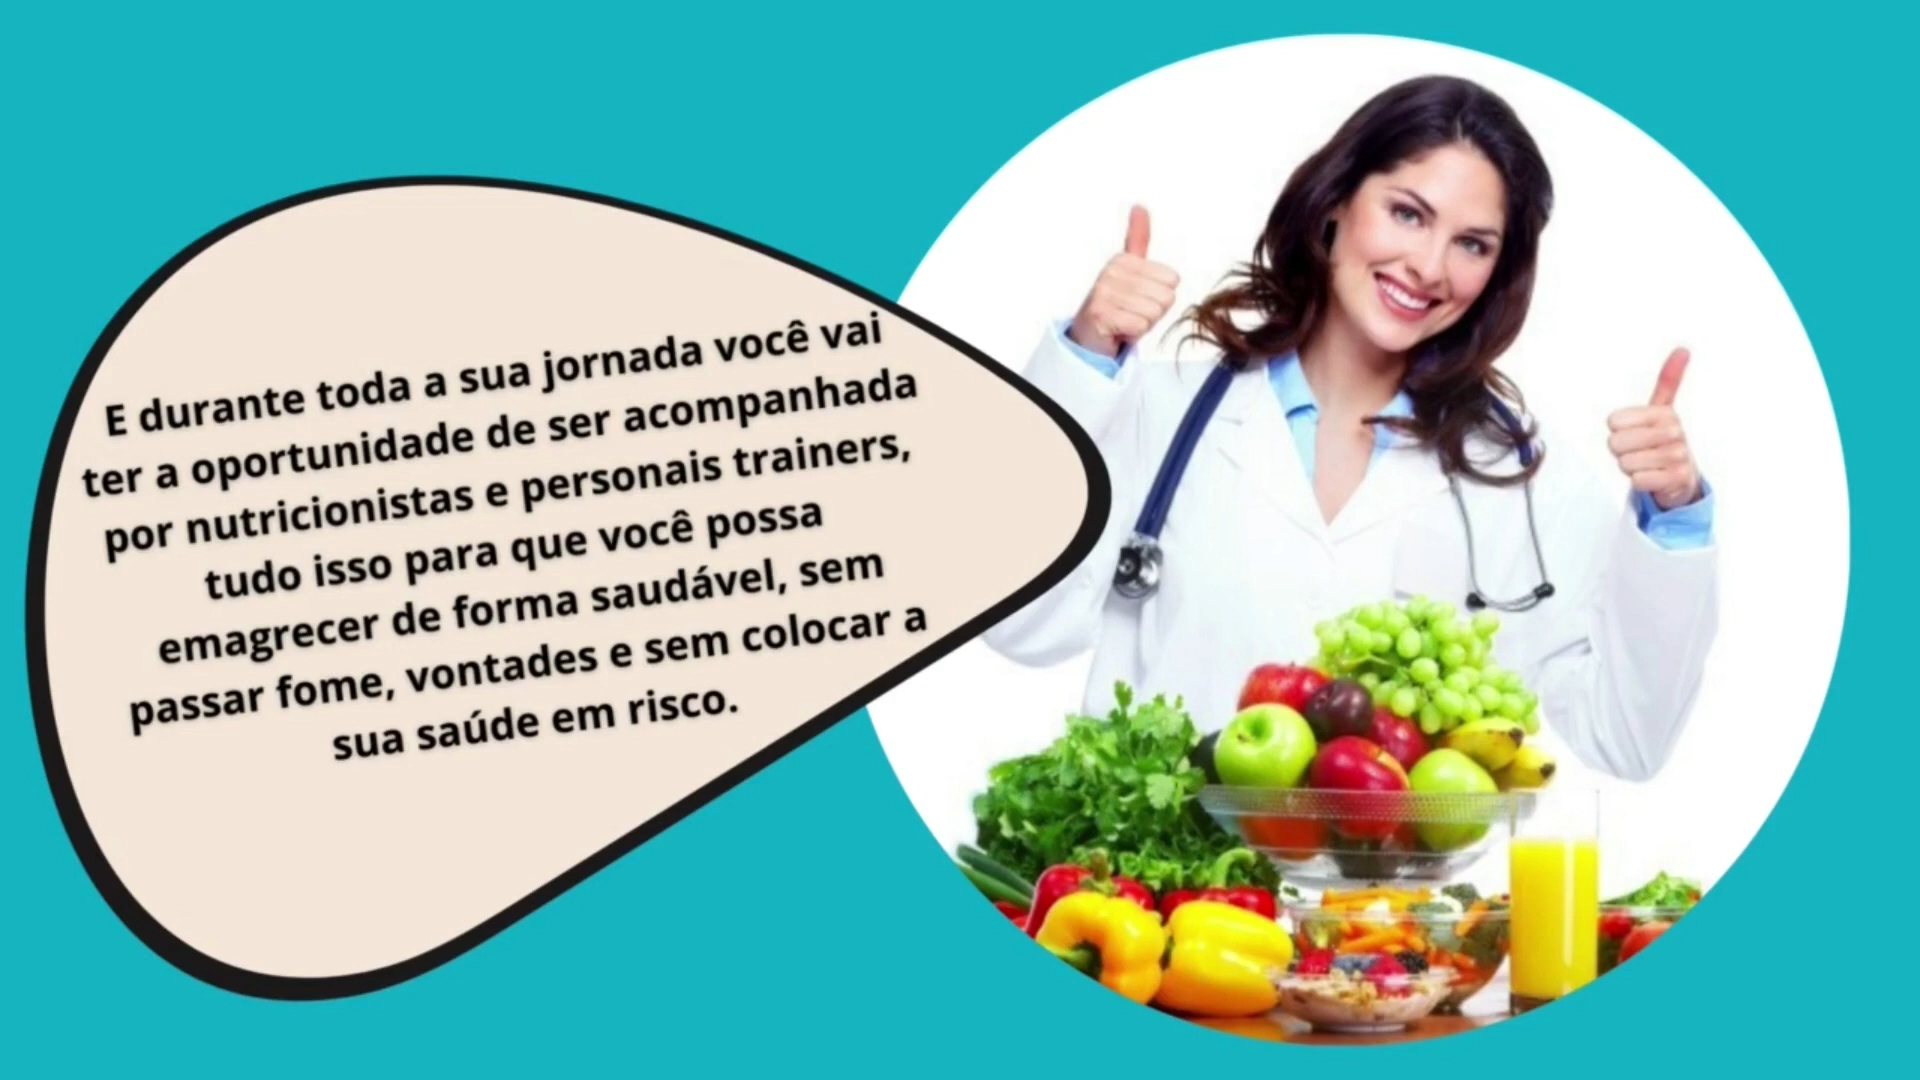 E durante toda a sua jornada você vai
ter a oportunidade de ser acompanhada
por nutricionistas e personais trainers,
tudo isso para que você possa
emagrecer de forma saudável, sem
passar fome, vontades e sem colocar a
sua saúde em risco.